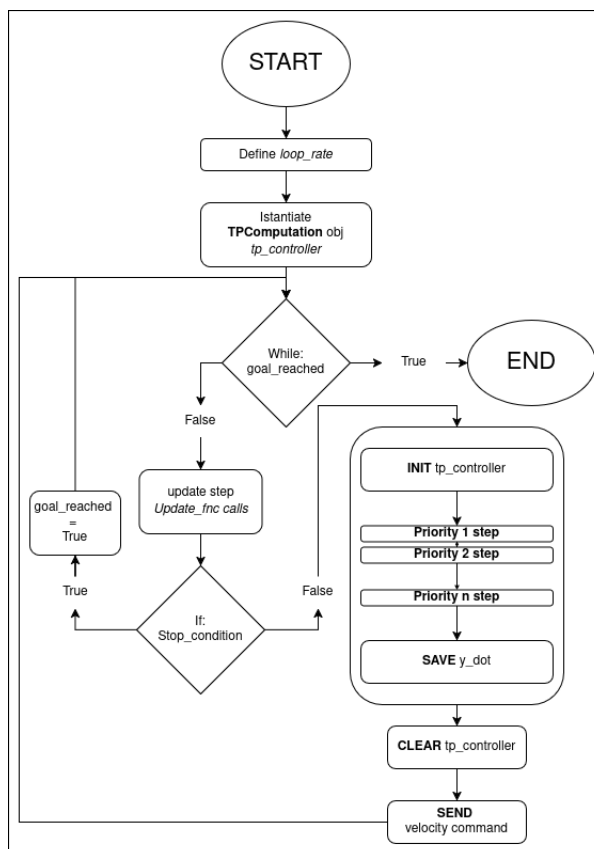 START
Define loop_rate
Istantiate
TPComputation obj
tp_controller
While:
goal_reached
True
END
False
update step
Update_fnc calls
goal_reached
=
True
True
If:
Stop_condition
False
INIT tp_controller
Priority 1 step
Priority 2 step
Priority n step
SAVE y_dot
CLEAR tp_controller
SEND
velocity command